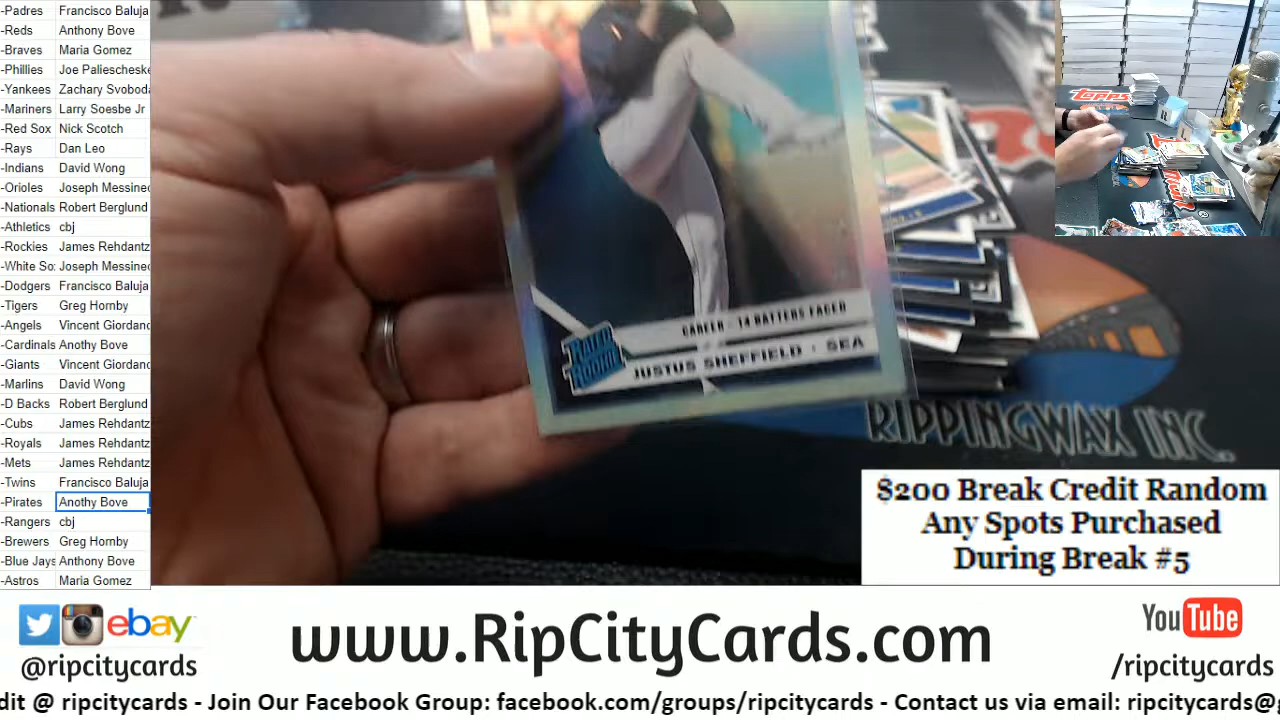 -Padres Francisco Baluja
-Reds Anthony Bove
-Braves Maria Gomez
-Phillies Joe Paliescheske
-Yankees Zachary Svoboda
-Mariners Larry Soesbe Jr
-Red Sox Nick Scotch
-Rays Dan Leo
-Indians David Wong
-Orioles Joseph Messineo
-Nationals Robert Berglund
-Athletics cbj
-Rockies James Rehdantz
-White So: Joseph Messineo
-Dodgers Francisco Baluja
-Tigers Greg Hornby
-Angels Vincent Giordano
-Cardinals Anothy Bove
-Giants Vincent Giordano
-Marlins David Wong
-D Backs Robert Berglund
-Cubs James Rehdantz
-Royals James Rehdantz
-Mets James Rehdantz
-Twins Francisco Baluja
-Pirates Anothy Bove
-Rangers cbj
-Brewers Greg Hornby
-Blue Jays Anthony Bove
-Astros Maria Gomez
CAREER - 14 BATTERS FACED
RATED ROOKIE
JUSTUS SHEFFIELD · SEA
topps
RIPPINGWAX INC.
$200 Break Credit Random
Any Spots Purchased
During Break #5
ebay
@ripcitycards
www.RipCityCards.com
YouTube
/ripcitycards
dit @ ripcitycards - Join Our Facebook Group: facebook.com/groups/ripcitycards - Contact us via email: ripcitycards@g